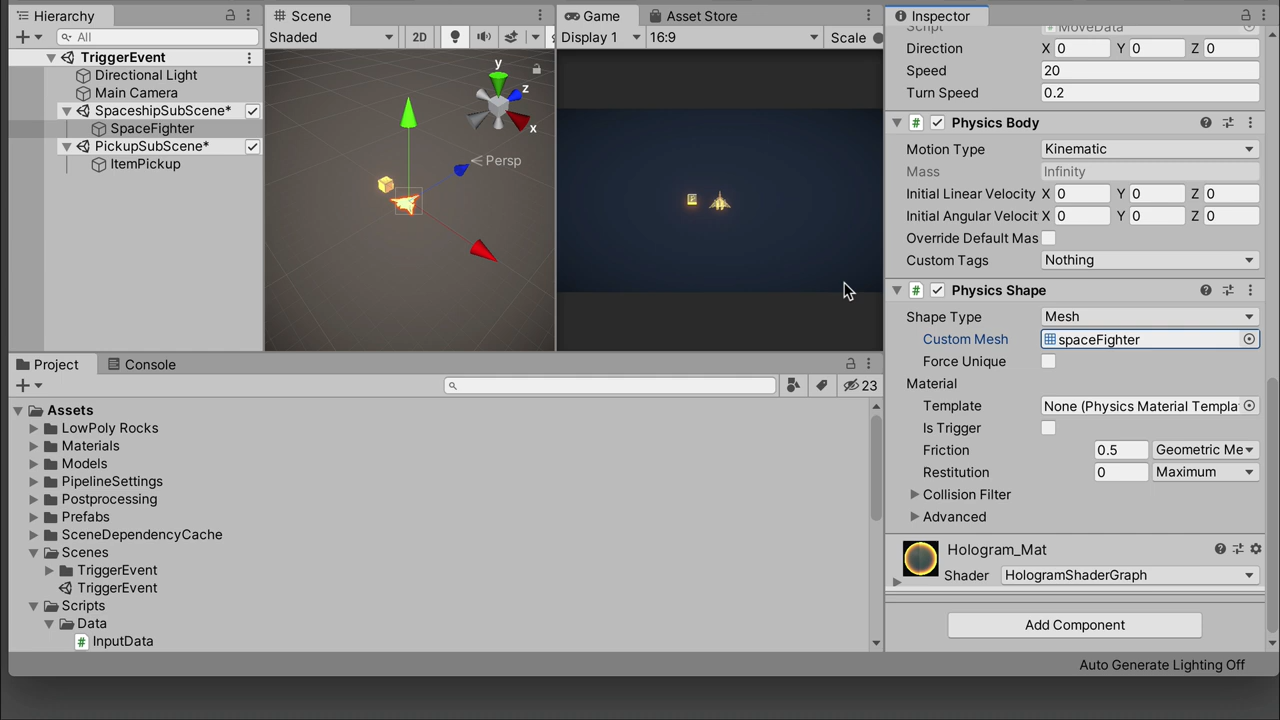 Hierarchy
All
TriggerEvent
Directional Light
Main Camera
SpaceshipSubScene*
SpaceFighter
PickupSubScene*
ItemPickup
Scene
Shaded
2D
y
z
x
Persp
Game
Asset Store
Display 1
16:9
Scale
Inspector
Script
MoveData
Direction X 0 Y 0 Z 0
Speed 20
Turn Speed 0.2
# Physics Body
Motion Type Kinematic
Mass Infinity
Initial Linear Velocity X 0 Y 0 Z 0
Initial Angular Velocit X 0 Y 0 Z 0
Override Default Mas
Custom Tags Nothing
# Physics Shape
Shape Type Mesh
Custom Mesh spaceFighter
Force Unique
Material
Template None (Physics Material Templa
Is Trigger
Friction 0.5 Geometric Me
Restitution 0 Maximum
Collision Filter
Advanced
Hologram_Mat
Shader HologramShaderGraph
Add Component
Project
Console
23
Assets
LowPoly Rocks
Materials
Models
PipelineSettings
Postprocessing
Prefabs
SceneDependencyCache
Scenes
TriggerEvent
TriggerEvent
Scripts
Data
# InputData
Auto Generate Lighting Off